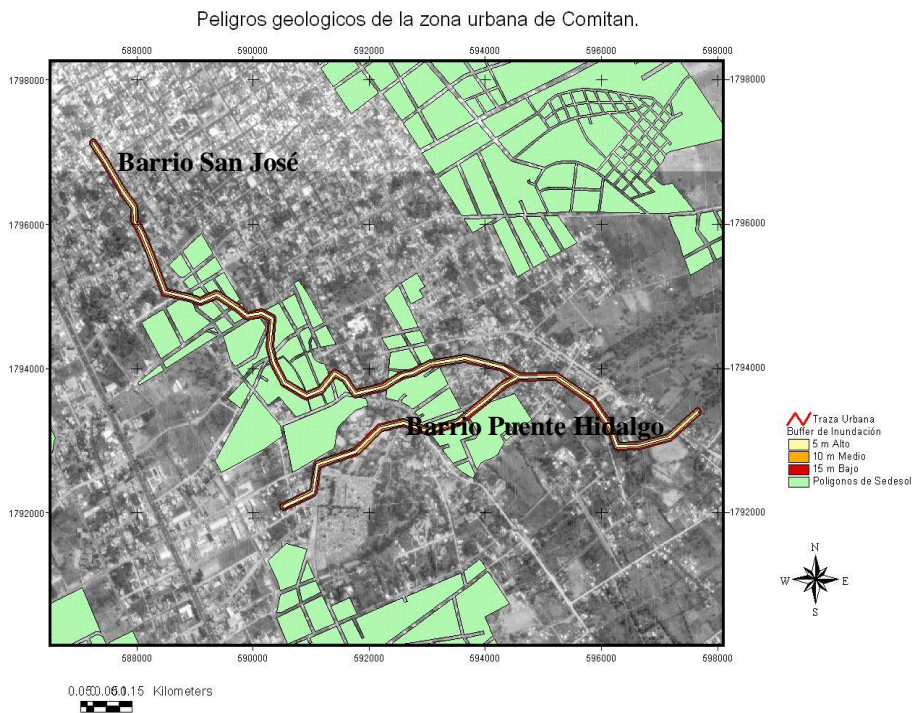 Peligros geologicos de la zona urbana de Comitan.
588000 590000 592000 594000 596000 598000
1798000 1798000
Barrio San José
1796000 1796000
1794000 1794000
Barrio Puente Hidalgo
1792000 1792000
588000 590000 592000 594000 596000 598000
Traza Urbana
Buffer de Inundación
5 m Alto
10 m Medio
15 m Bajo
Poligonos de Sedesol
N
W E
S
Kilometers